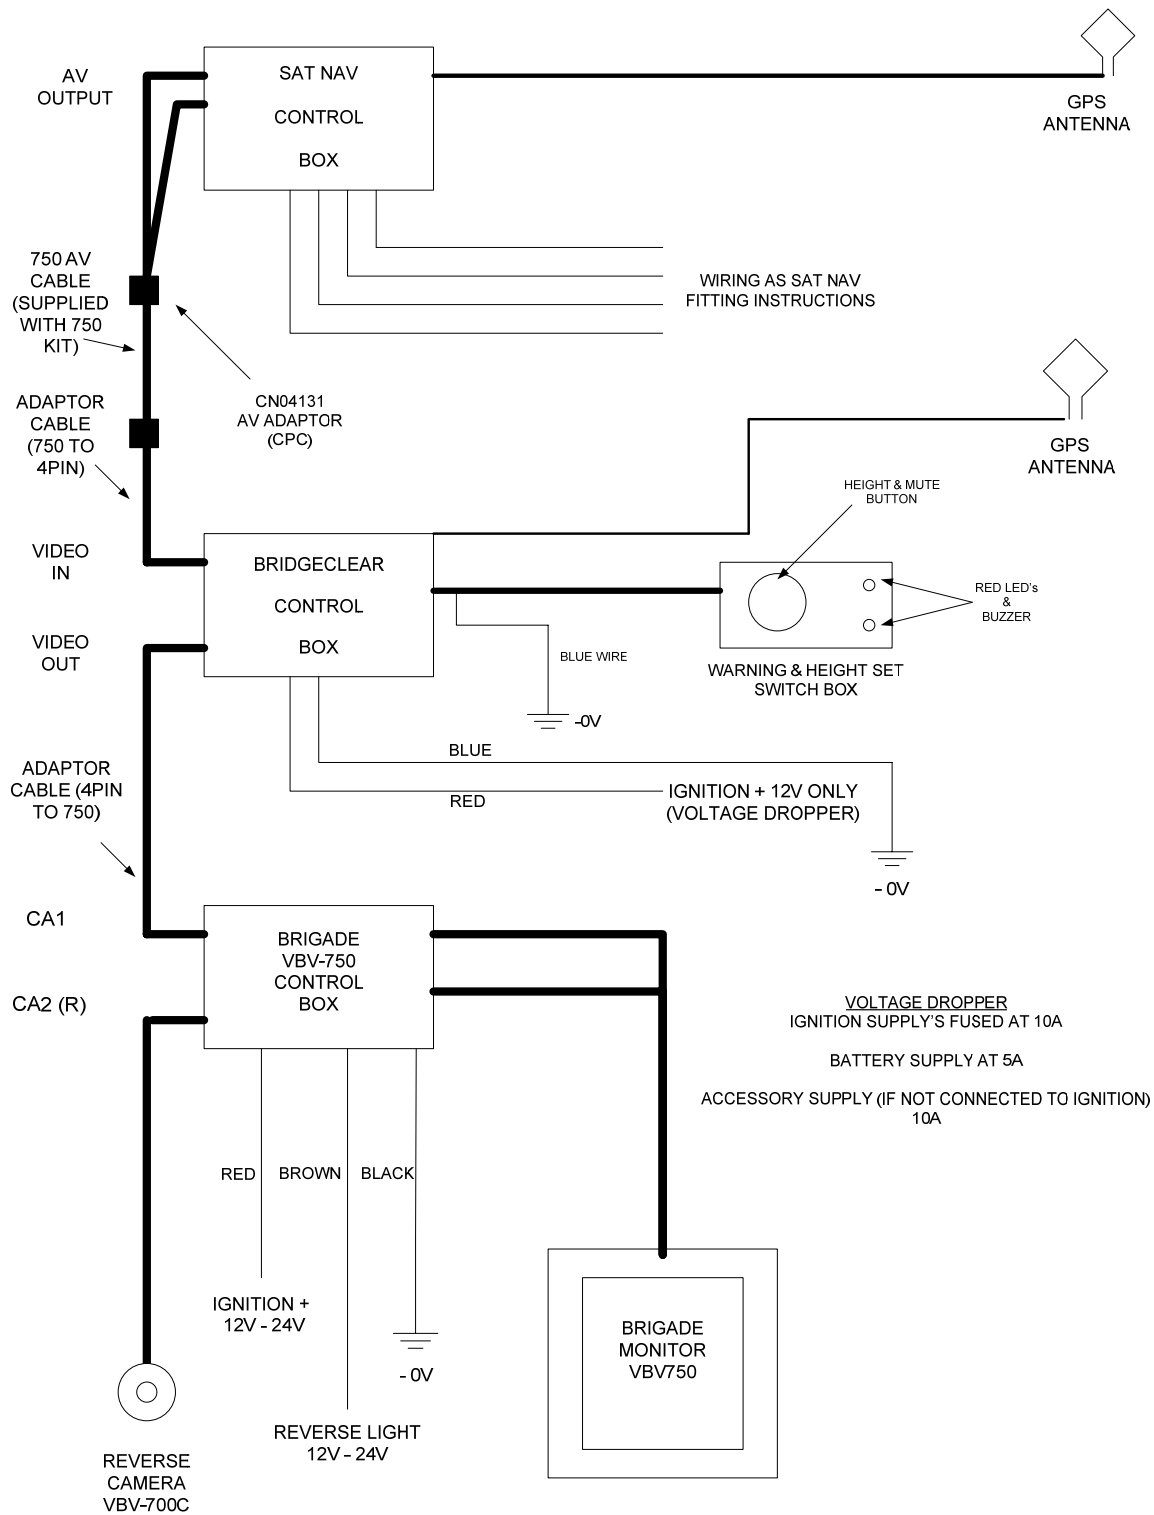 AV
OUTPUT
SAT NAV
CONTROL
BOX
GPS
ANTENNA
750 AV
CABLE
(SUPPLIED
WITH 750
KIT)
WIRING AS SAT NAV
FITTING INSTRUCTIONS
CN04131
AV ADAPTOR
(CPC)
ADAPTOR
CABLE
(750 TO
4PIN)
GPS
ANTENNA
HEIGHT & MUTE
BUTTON
VIDEO
IN
BRIDGECLEAR
CONTROL
BOX
RED LED's
&
BUZZER
VIDEO
OUT
BLUE WIRE
WARNING & HEIGHT SET
SWITCH BOX
-0V
BLUE
ADAPTOR
CABLE (4PIN
TO 750)
RED
IGNITION + 12V ONLY
(VOLTAGE DROPPER)
- 0V
CA1
BRIGADE
VBV-750
CONTROL
BOX
CA2 (R)
VOLTAGE DROPPER
IGNITION SUPPLY'S FUSED AT 10A
BATTERY SUPPLY AT 5A
ACCESSORY SUPPLY (IF NOT CONNECTED TO IGNITION)
10A
RED
BROWN
BLACK
IGNITION +
12V - 24V
- 0V
REVERSE LIGHT
12V - 24V
BRIGADE
MONITOR
VBV750
REVERSE
CAMERA
VBV-700C